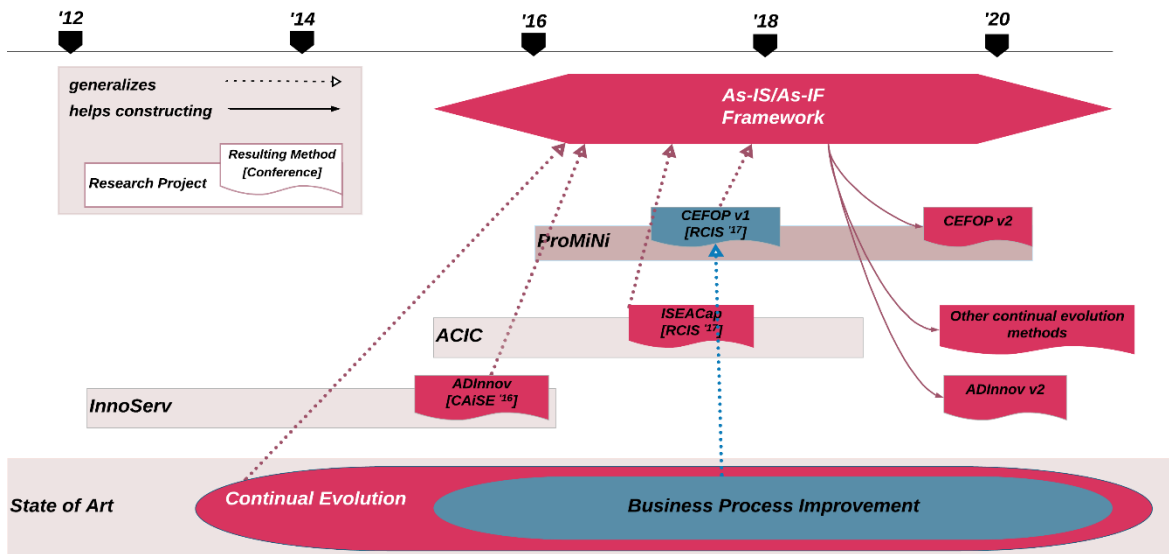 '12
'14
'16
'18
'20
generalizes
helps constructing
Resulting Method
[Conference]
Research Project
As-IS/As-IF
Framework
CEFOP v1
[RCIS '17]
ProMiNi
CEFOP v2
ISEACap
[RCIS '17]
ACIC
Other continual evolution
methods
ADInnov
[CAiSE '16]
InnoServ
ADInnov v2
State of Art
Continual Evolution
Business Process Improvement